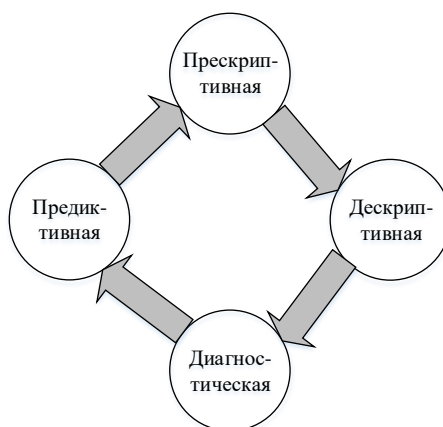 Прескрип-
тивная
Предик-
тивная
Дескрип-
тивная
Диагнос-
тическая